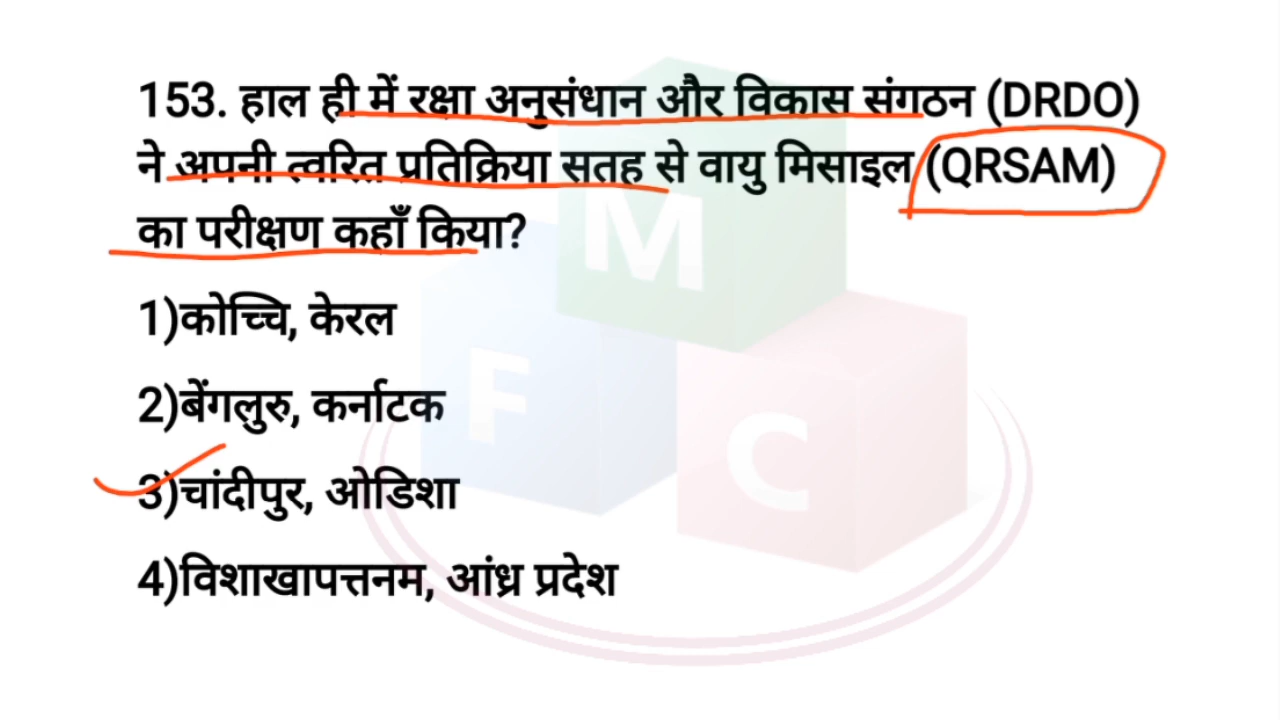 153. हाल ही में रक्षा अनुसंधान और विकास संगठन (DRDO)
ने अपनी त्वरित प्रतिक्रिया सतह से वायु मिसाइल (QRSAM)
का परीक्षण कहाँ किया?
1)कोच्चि, केरल
2)बेंगलुरु, कर्नाटक
3)चांदीपुर, ओडिशा
4)विशाखापत्तनम, आंध्र प्रदेश
M
F
C